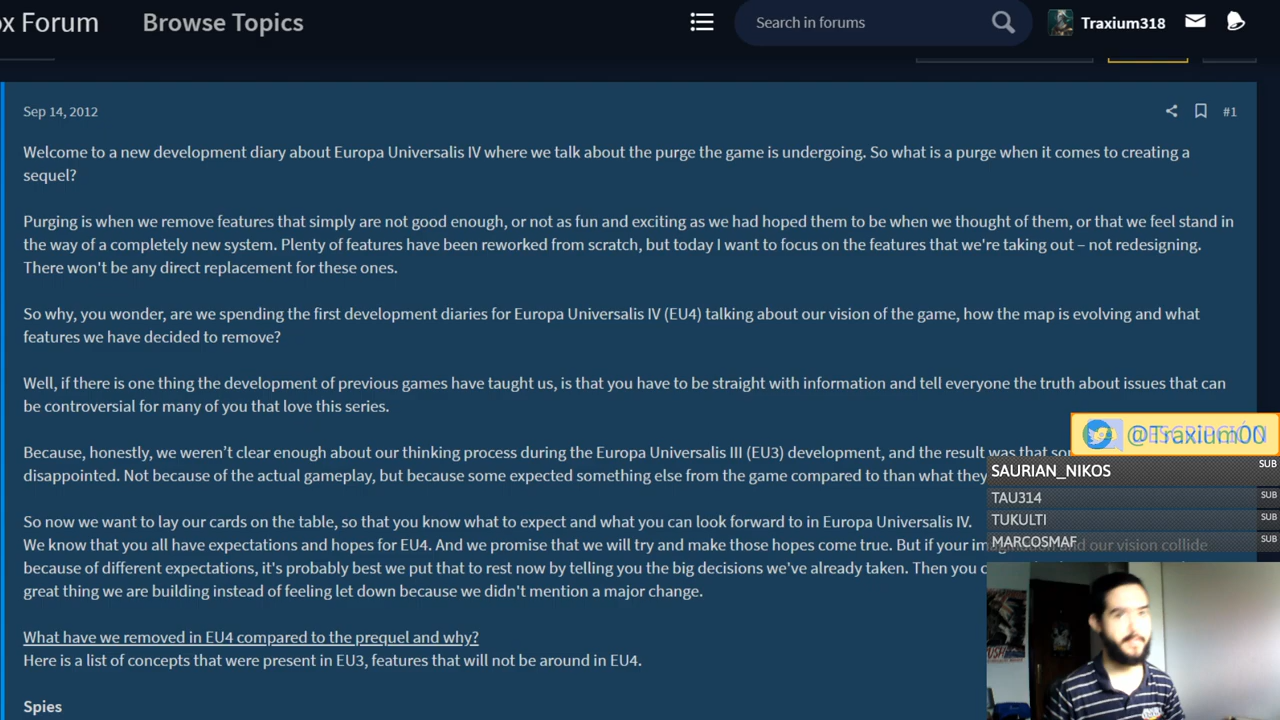 ox Forum
Browse Topics
Search in forums
Traxium318
Sep 14, 2012
#1
Welcome to a new development diary about Europa Universalis IV where we talk about the purge the game is undergoing. So what is a purge when it comes to creating a
sequel?
Purging is when we remove features that simply are not good enough, or not as fun and exciting as we had hoped them to be when we thought of them, or that we feel stand in
the way of a completely new system. Plenty of features have been reworked from scratch, but today I want to focus on the features that we're taking out – not redesigning.
There won't be any direct replacement for these ones.
So why, you wonder, are we spending the first development diaries for Europa Universalis IV (EU4) talking about our vision of the game, how the map is evolving and what
features we have decided to remove?
Well, if there is one thing the development of previous games have taught us, is that you have to be straight with information and tell everyone the truth about issues that can
be controversial for many of you that love this series.
Because, honestly, we weren’t clear enough about our thinking process during the Europa Universalis III (EU3) development, and the result was that
disappointed. Not because of the actual gameplay, but because some expected something else from the game compared to than what they
So now we want to lay our cards on the table, so that you know what to expect and what you can look forward to in Europa Universalis IV.
We know that you all have expectations and hopes for EU4. And we promise that we will try and make those hopes come true. But if your imagination and our vision collide
because of different expectations, it's probably best we put that to rest now by telling you the big decisions we've already taken. Then you
great thing we are building instead of feeling let down because we didn't mention a major change.
What have we removed in EU4 compared to the prequel and why?
Here is a list of concepts that were present in EU3, features that will not be around in EU4.
Spies
@Traxium00
SAURIAN_NIKOS SUB
TAU314 SUB
TUKULTI SUB
MARCOSMAF SUB